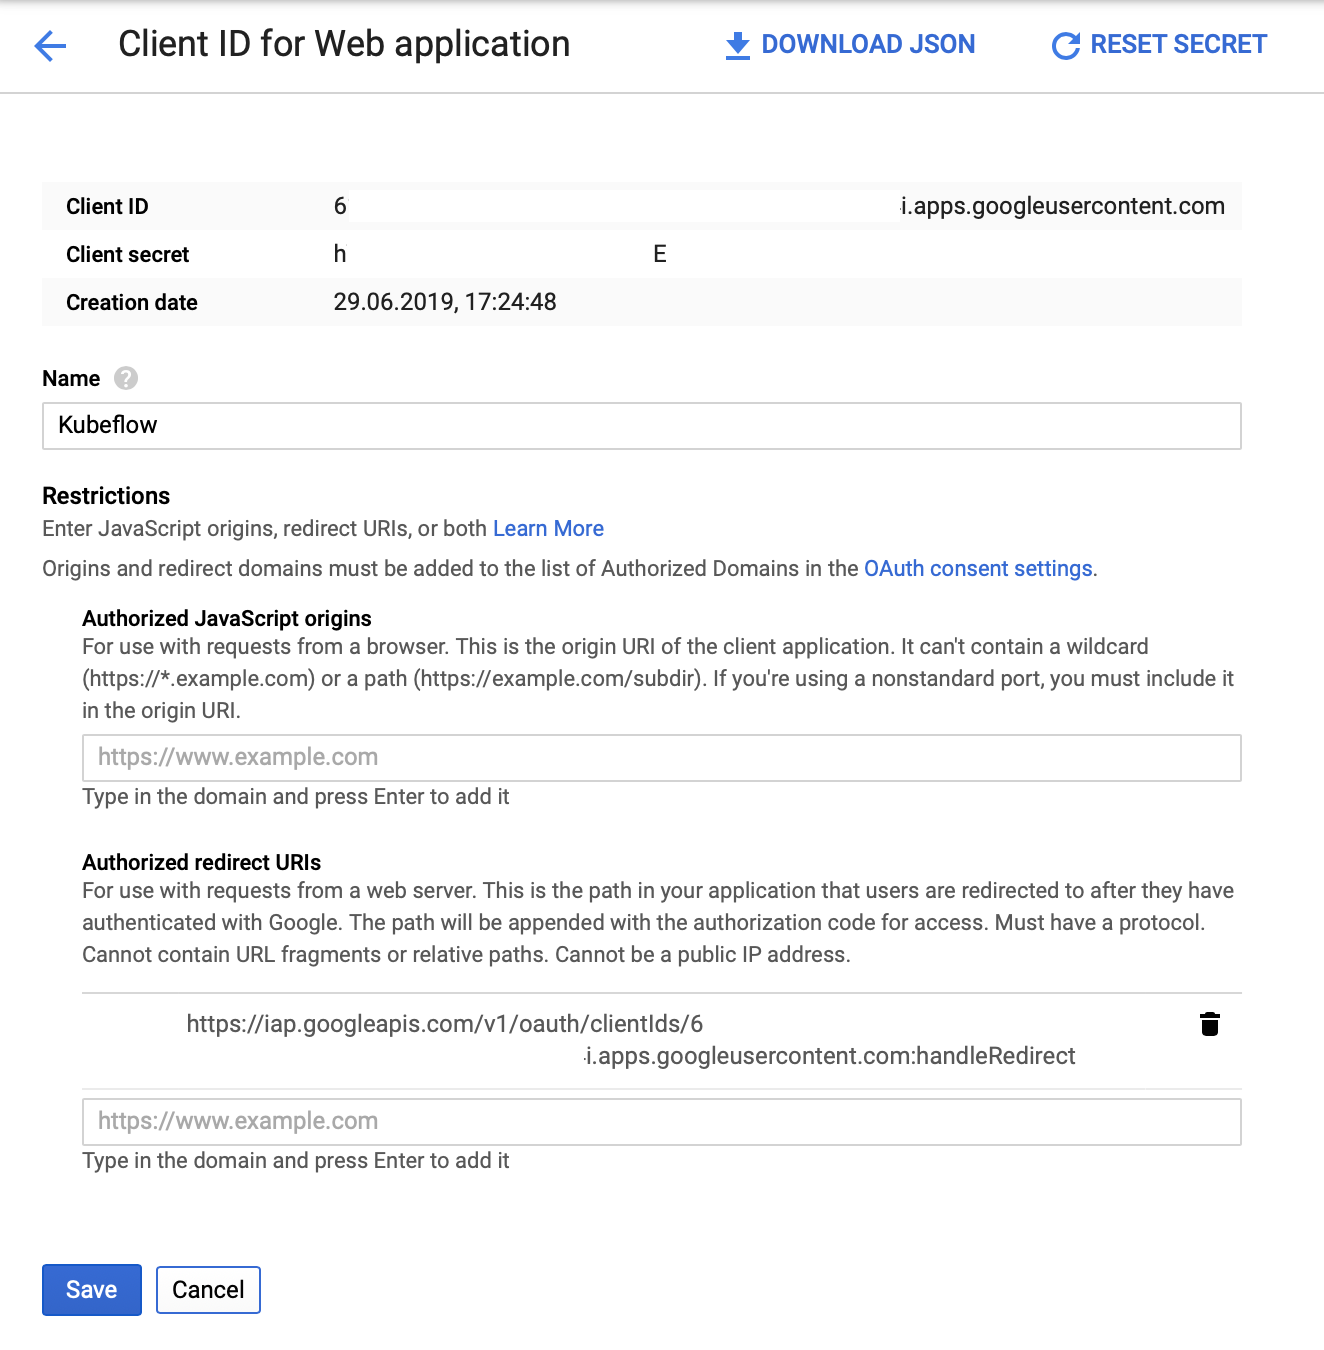 Client ID for Web application
DOWNLOAD JSON
RESET SECRET
Client ID 6 i.apps.googleusercontent.com
Client secret h E
Creation date 29.06.2019, 17:24:48
Name ?
Kubeflow
Restrictions
Enter JavaScript origins, redirect URIs, or both Learn More
Origins and redirect domains must be added to the list of Authorized Domains in the OAuth consent settings.
Authorized JavaScript origins
For use with requests from a browser. This is the origin URI of the client application. It can't contain a wildcard
(https://*.example.com) or a path (https://example.com/subdir). If you're using a nonstandard port, you must include it
in the origin URI.
https://www.example.com
Type in the domain and press Enter to add it
Authorized redirect URIs
For use with requests from a web server. This is the path in your application that users are redirected to after they have
authenticated with Google. The path will be appended with the authorization code for access. Must have a protocol.
Cannot contain URL fragments or relative paths. Cannot be a public IP address.
https://iap.googleapis.com/v1/oauth/clientIds/6
i.apps.googleusercontent.com:handleRedirect
https://www.example.com
Type in the domain and press Enter to add it
Save
Cancel